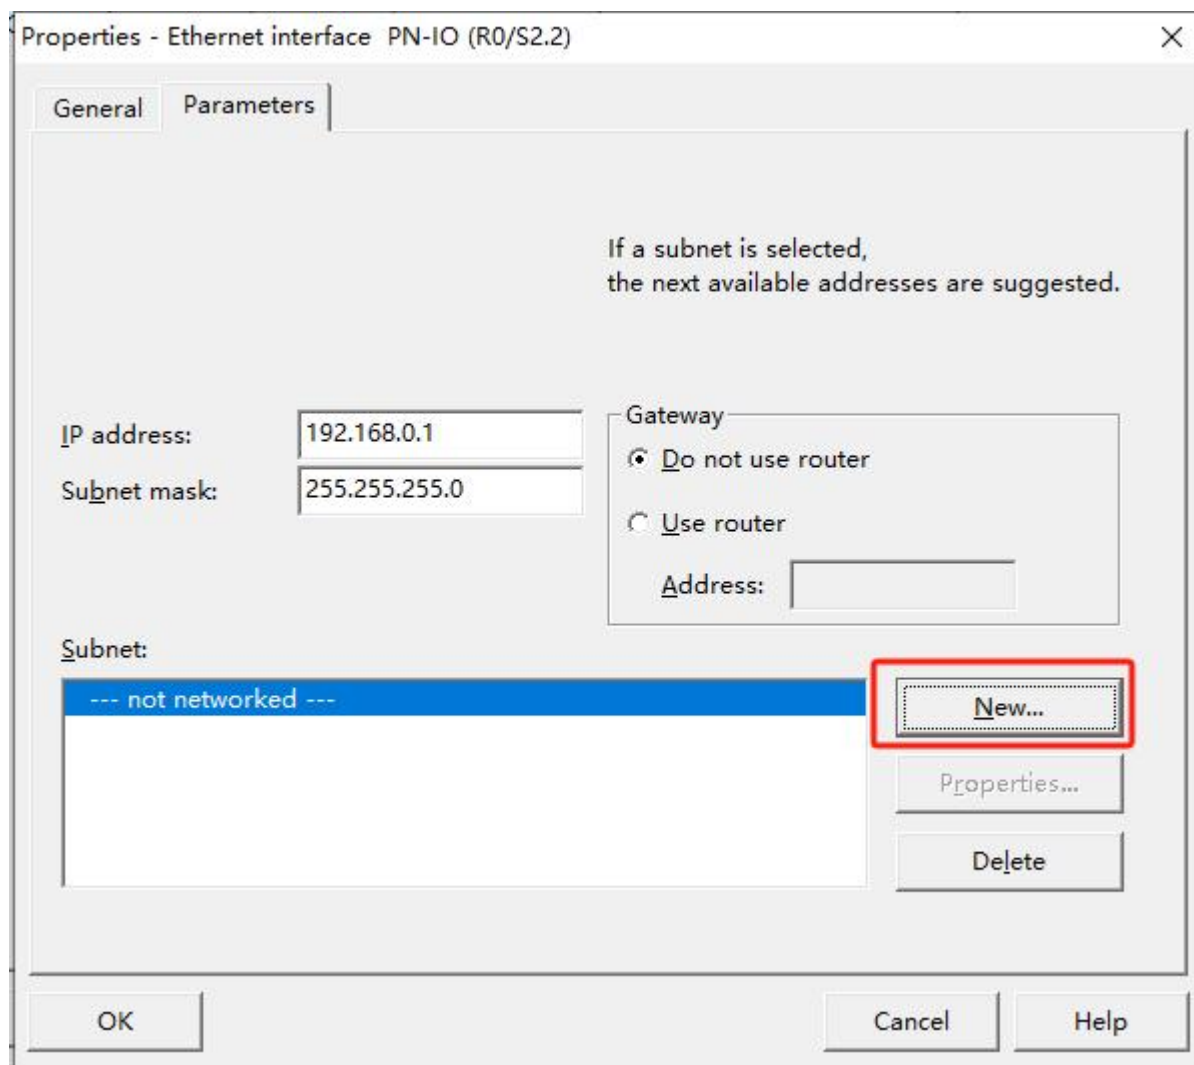 Properties - Ethernet interface  PN-IO (R0/S2.2)
General
Parameters
If a subnet is selected,
the next available addresses are suggested.
IP address:
192.168.0.1
Subnet mask:
255.255.255.0
Gateway
Do not use router
Use router
Address:
Subnet:
--- not networked ---
New...
Properties...
Delete
OK
Cancel
Help